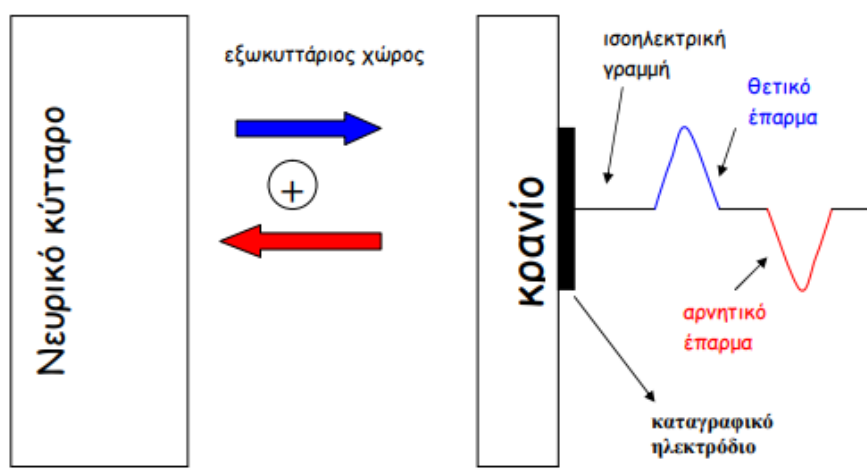 Νευρικό κύτταρο
εξωκυττάριος χώρος
+
κρανίο
ισοηλεκτρική
γραμμή
θετικό
έπαρμα
αρνητικό
έπαρμα
καταγραφικό
ηλεκτρόδιο